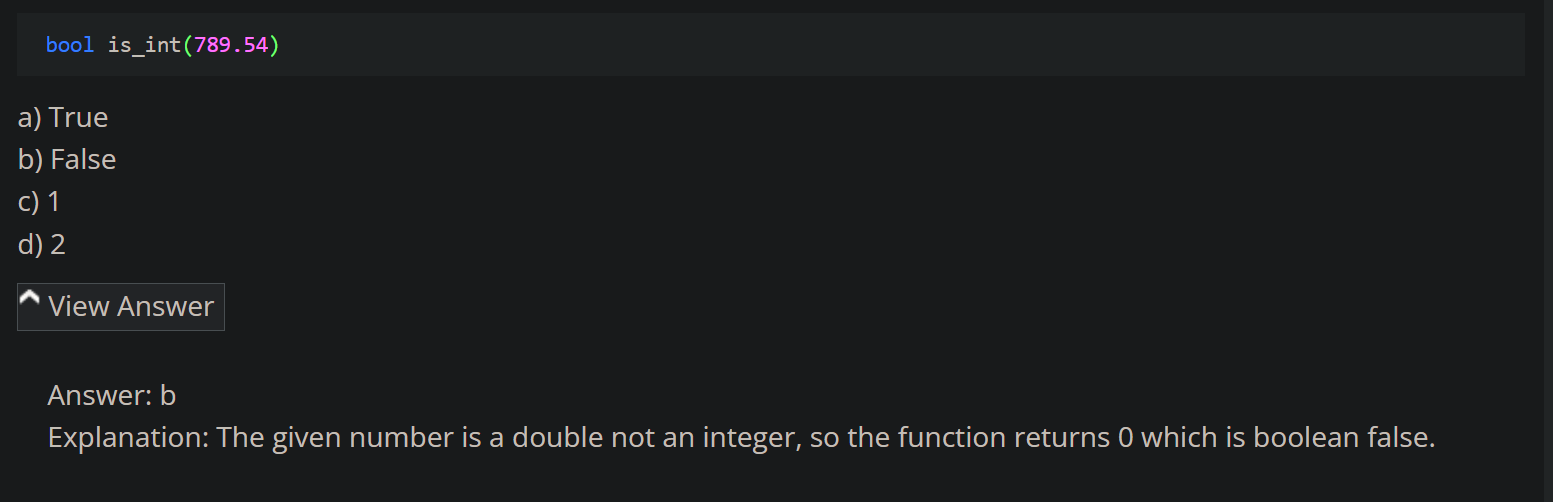 bool is_int(789.54)
a) True
b) False
c) 1
d) 2
View Answer
Answer: b
Explanation: The given number is a double not an integer, so the function returns 0 which is boolean false.